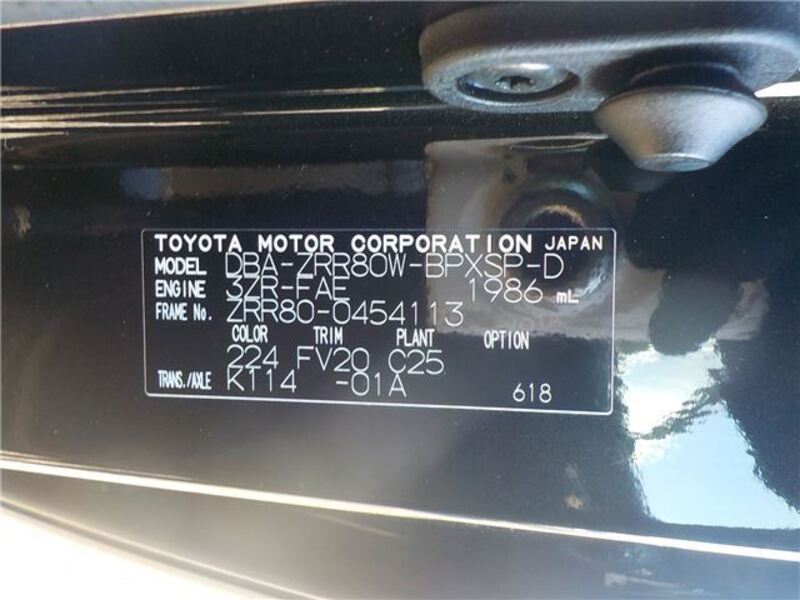 TOYOTA MOTOR CORPORATION JAPAN
MODEL DBA-ZRR80W-BPXSP-D
ENGINE 3ZR-FAE 1986 mL
FRAME No. ZRR80-0454113
COLOR TRIM PLANT OPTION
224 FV20 C25
TRANS./AXLE K114 -01A 618